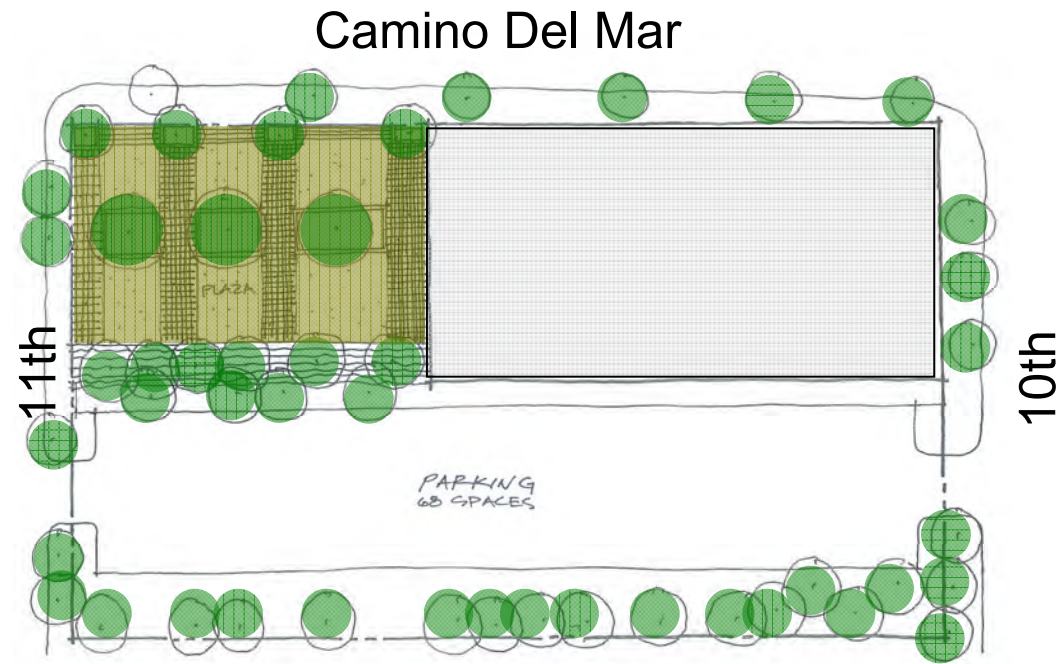 Camino Del Mar
PLAZA
11th
10th
PARKING
68 SPACES